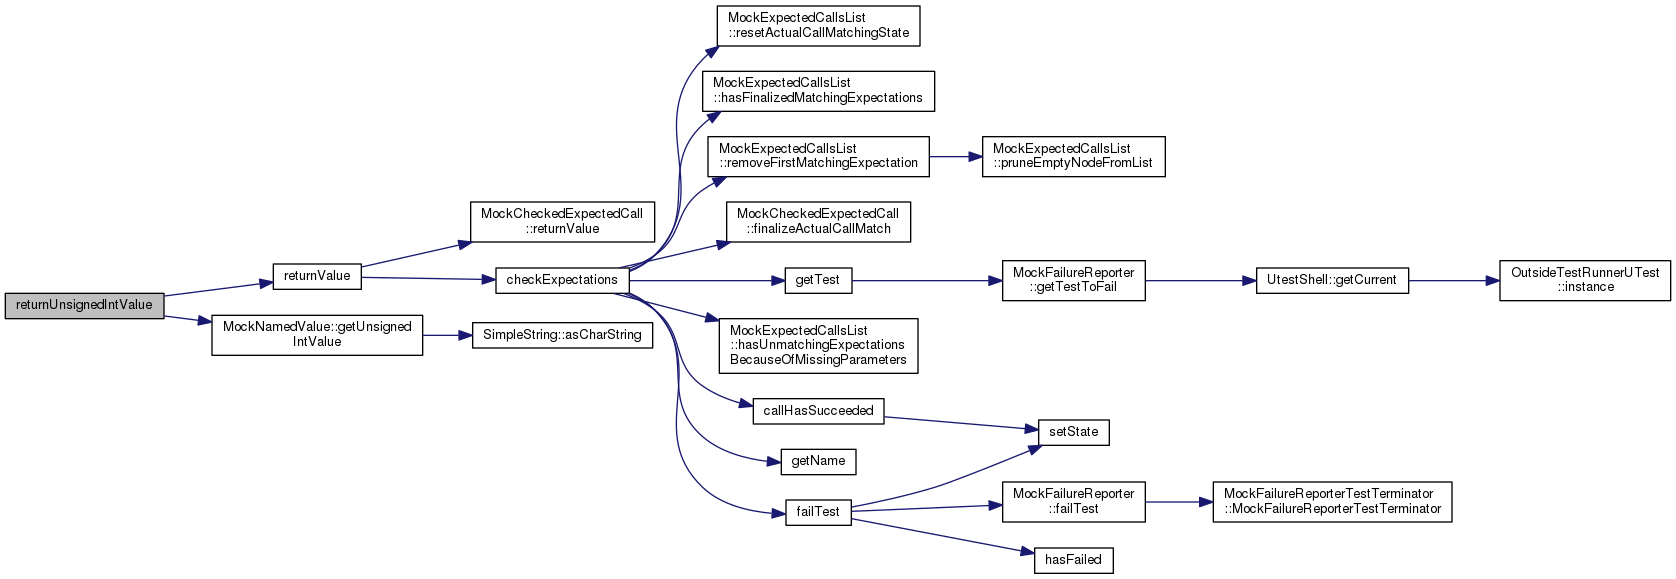 MockExpectedCallsList
::resetActualCallMatchingState
MockExpectedCallsList
::hasFinalizedMatchingExpectations
MockExpectedCallsList
::removeFirstMatchingExpectation
MockExpectedCallsList
::pruneEmptyNodeFromList
MockCheckedExpectedCall
::returnValue
MockCheckedExpectedCall
::finalizeActualCallMatch
returnValue
checkExpectations
getTest
MockFailureReporter
::getTestToFail
UtestShell::getCurrent
OutsideTestRunnerUTest
::instance
returnUnsignedIntValue
MockNamedValue::getUnsigned
IntValue
SimpleString::asCharString
MockExpectedCallsList
::hasUnmatchingExpectations
BecauseOfMissingParameters
callHasSucceeded
setState
getName
failTest
MockFailureReporter
::failTest
MockFailureReporterTestTerminator
::MockFailureReporterTestTerminator
hasFailed